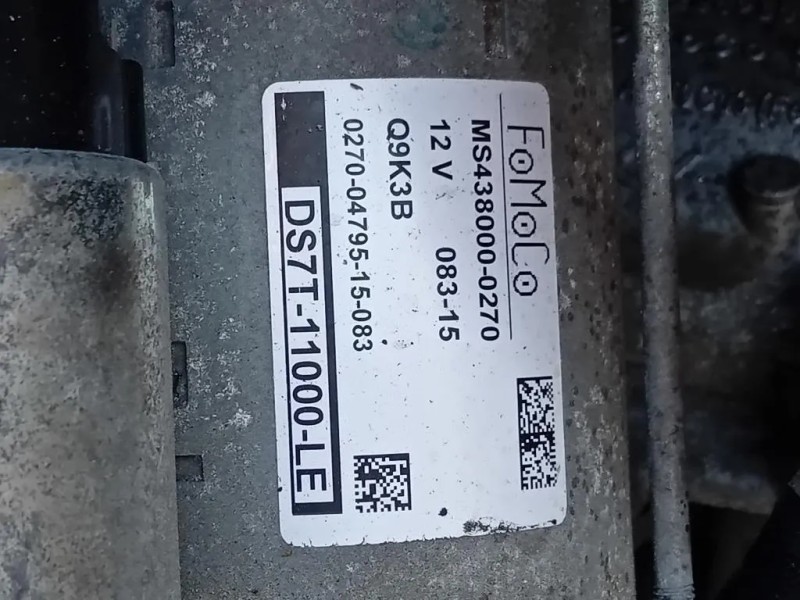 FoMoCo
MS438000-0270
12 V 083-15
Q9K3B
0270-04795-15-083
DS7T-11000-LE